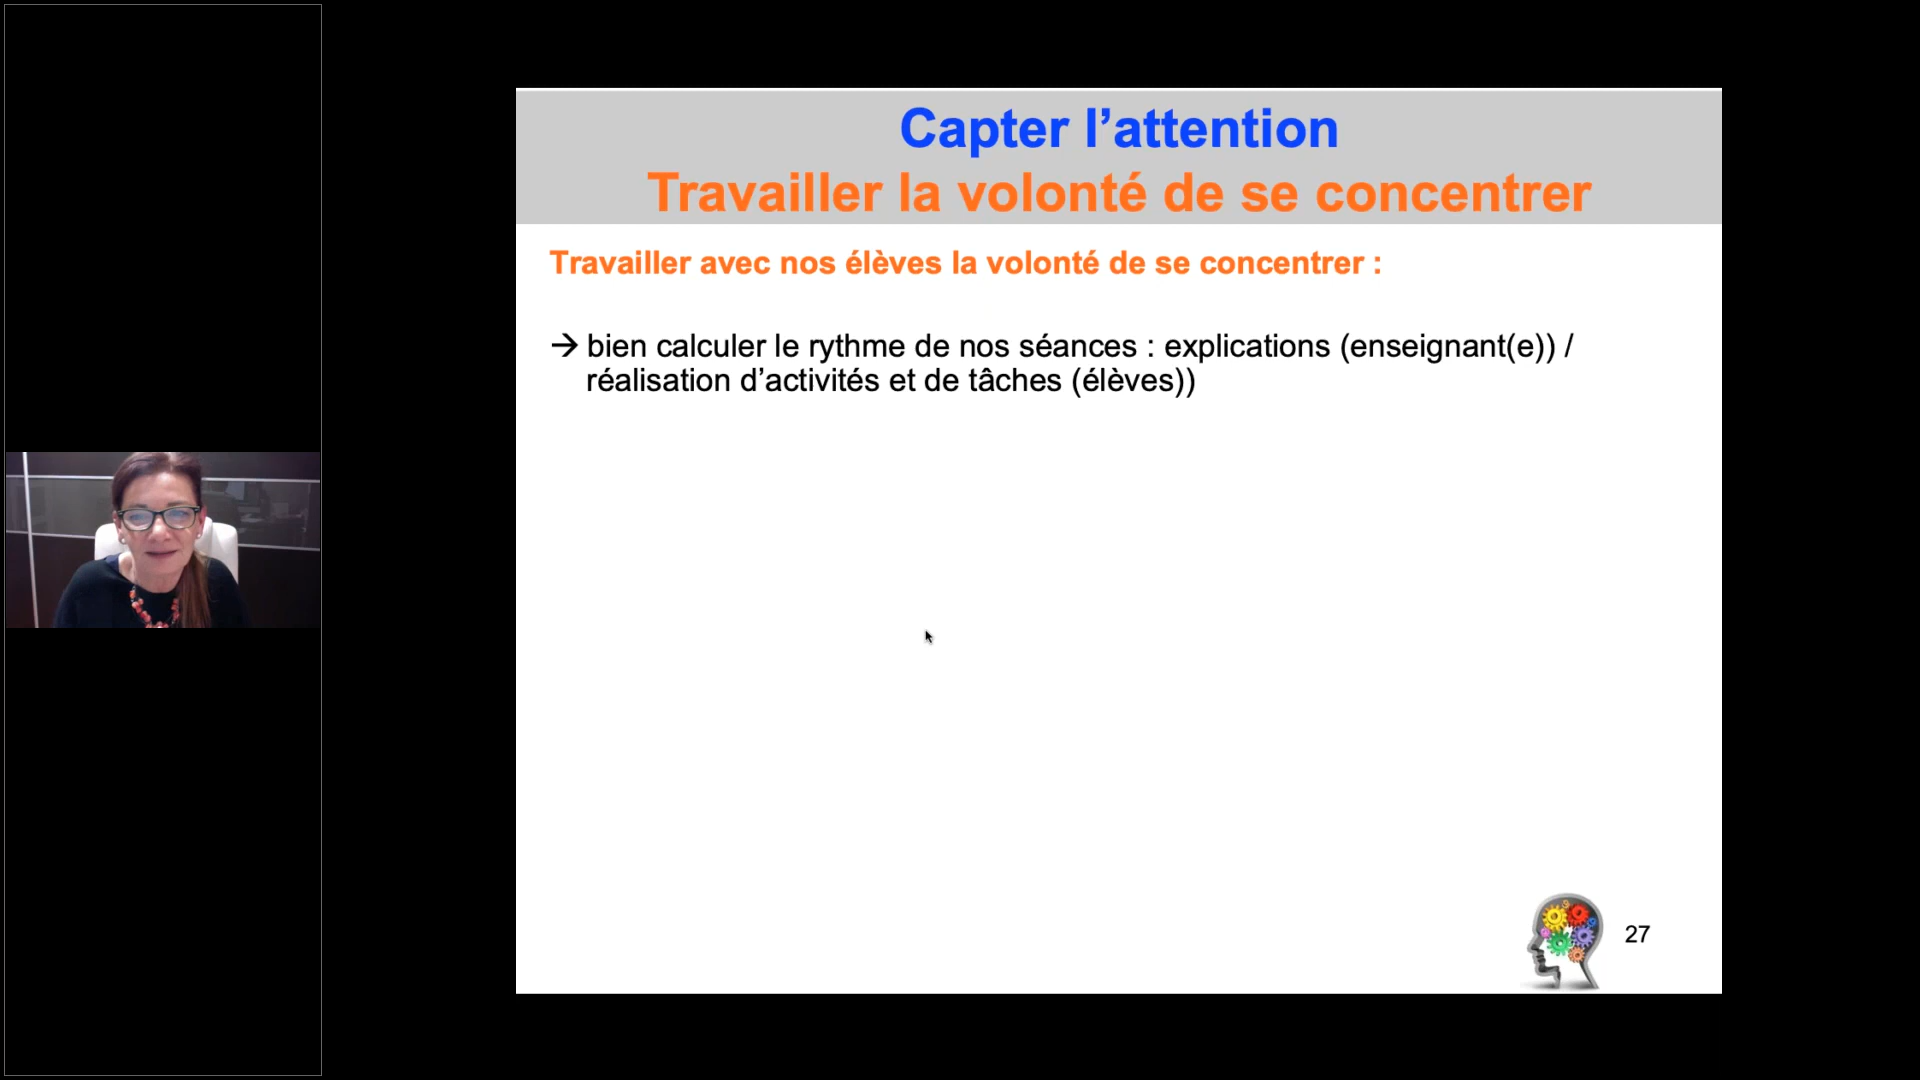 Capter l’attention
Travailler la volonté de se concentrer
Travailler avec nos élèves la volonté de se concentrer :
→ bien calculer le rythme de nos séances : explications (enseignant(e)) /
réalisation d’activités et de tâches (élèves))
27